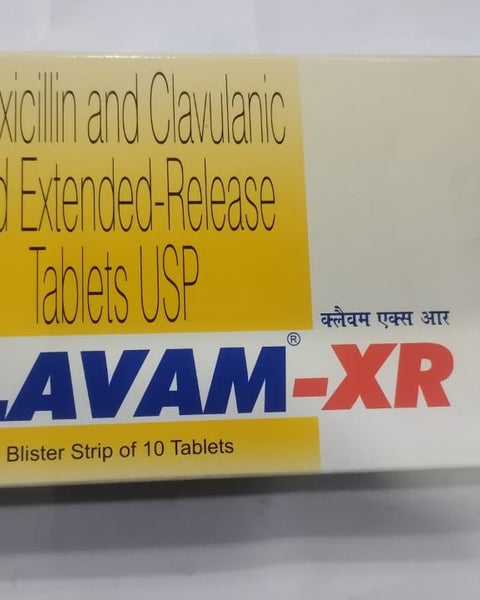 xicillin and Clavulanic
d Extended-Release
Tablets USP
क्लैवम एक्स आर
LAVAM®-XR
Blister Strip of 10 Tablets